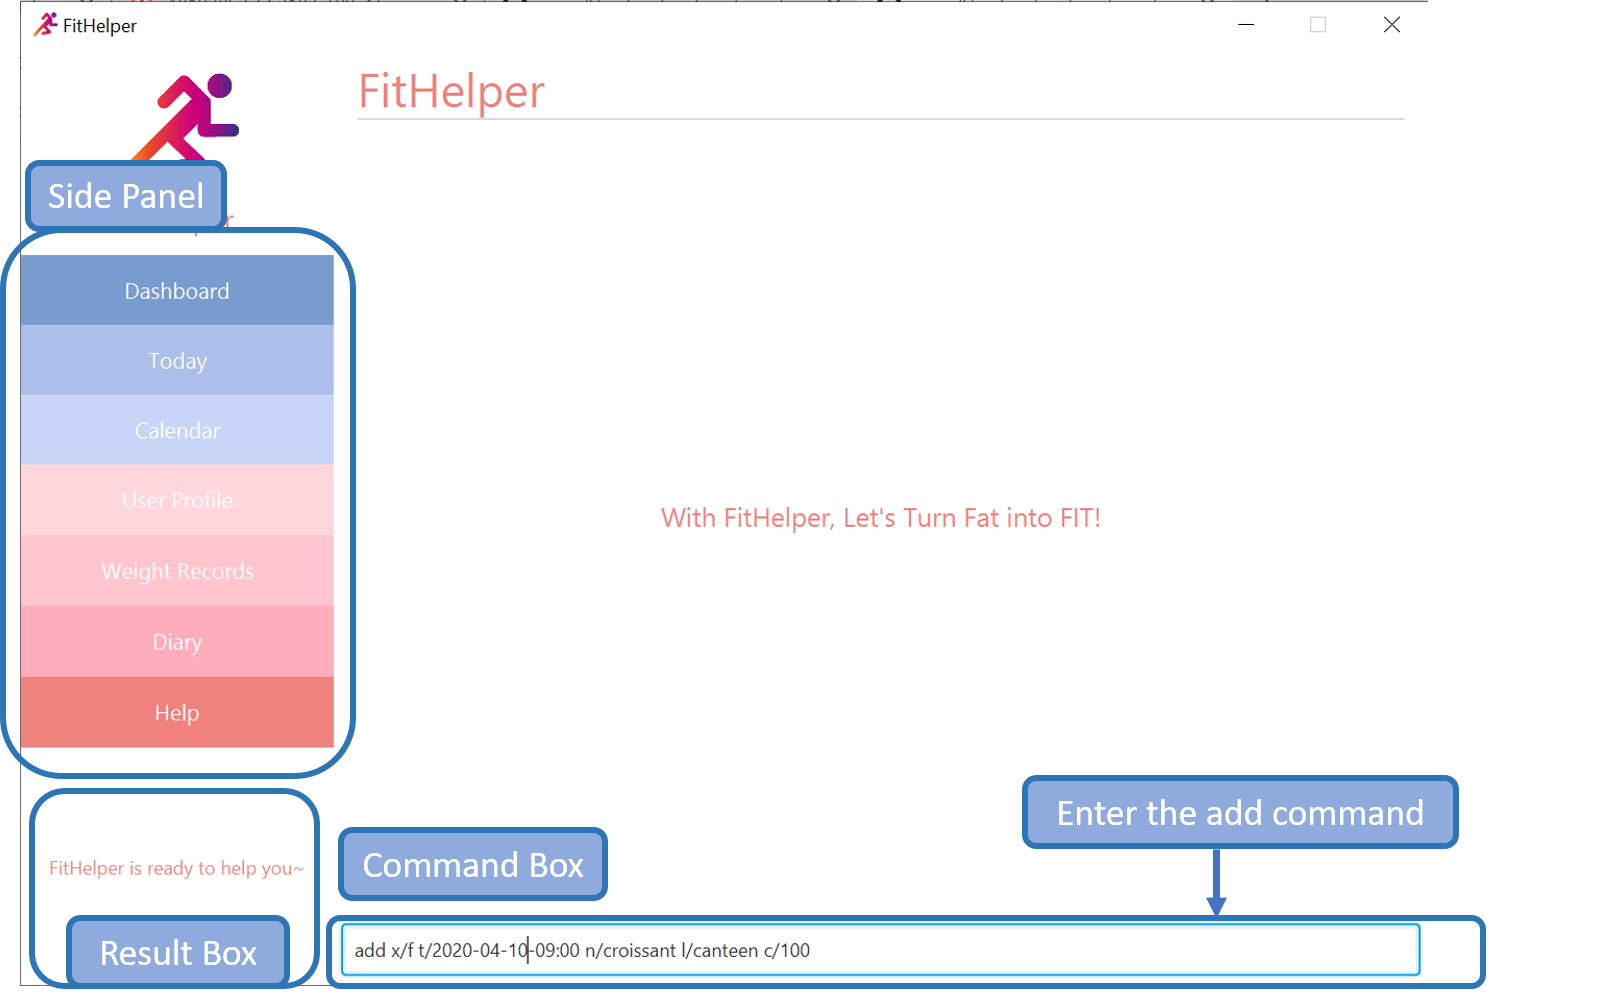 FitHelper
FitHelper
Side Panel
Dashboard
Today
Calendar
User Profile
Weight Records
Diary
Help
With FitHelper, Let's Turn Fat into FIT!
Enter the add command
Command Box
FitHelper is ready to help you~
Result Box
add x/f t/2020-04-10-09:00 n/croissant l/canteen c/100